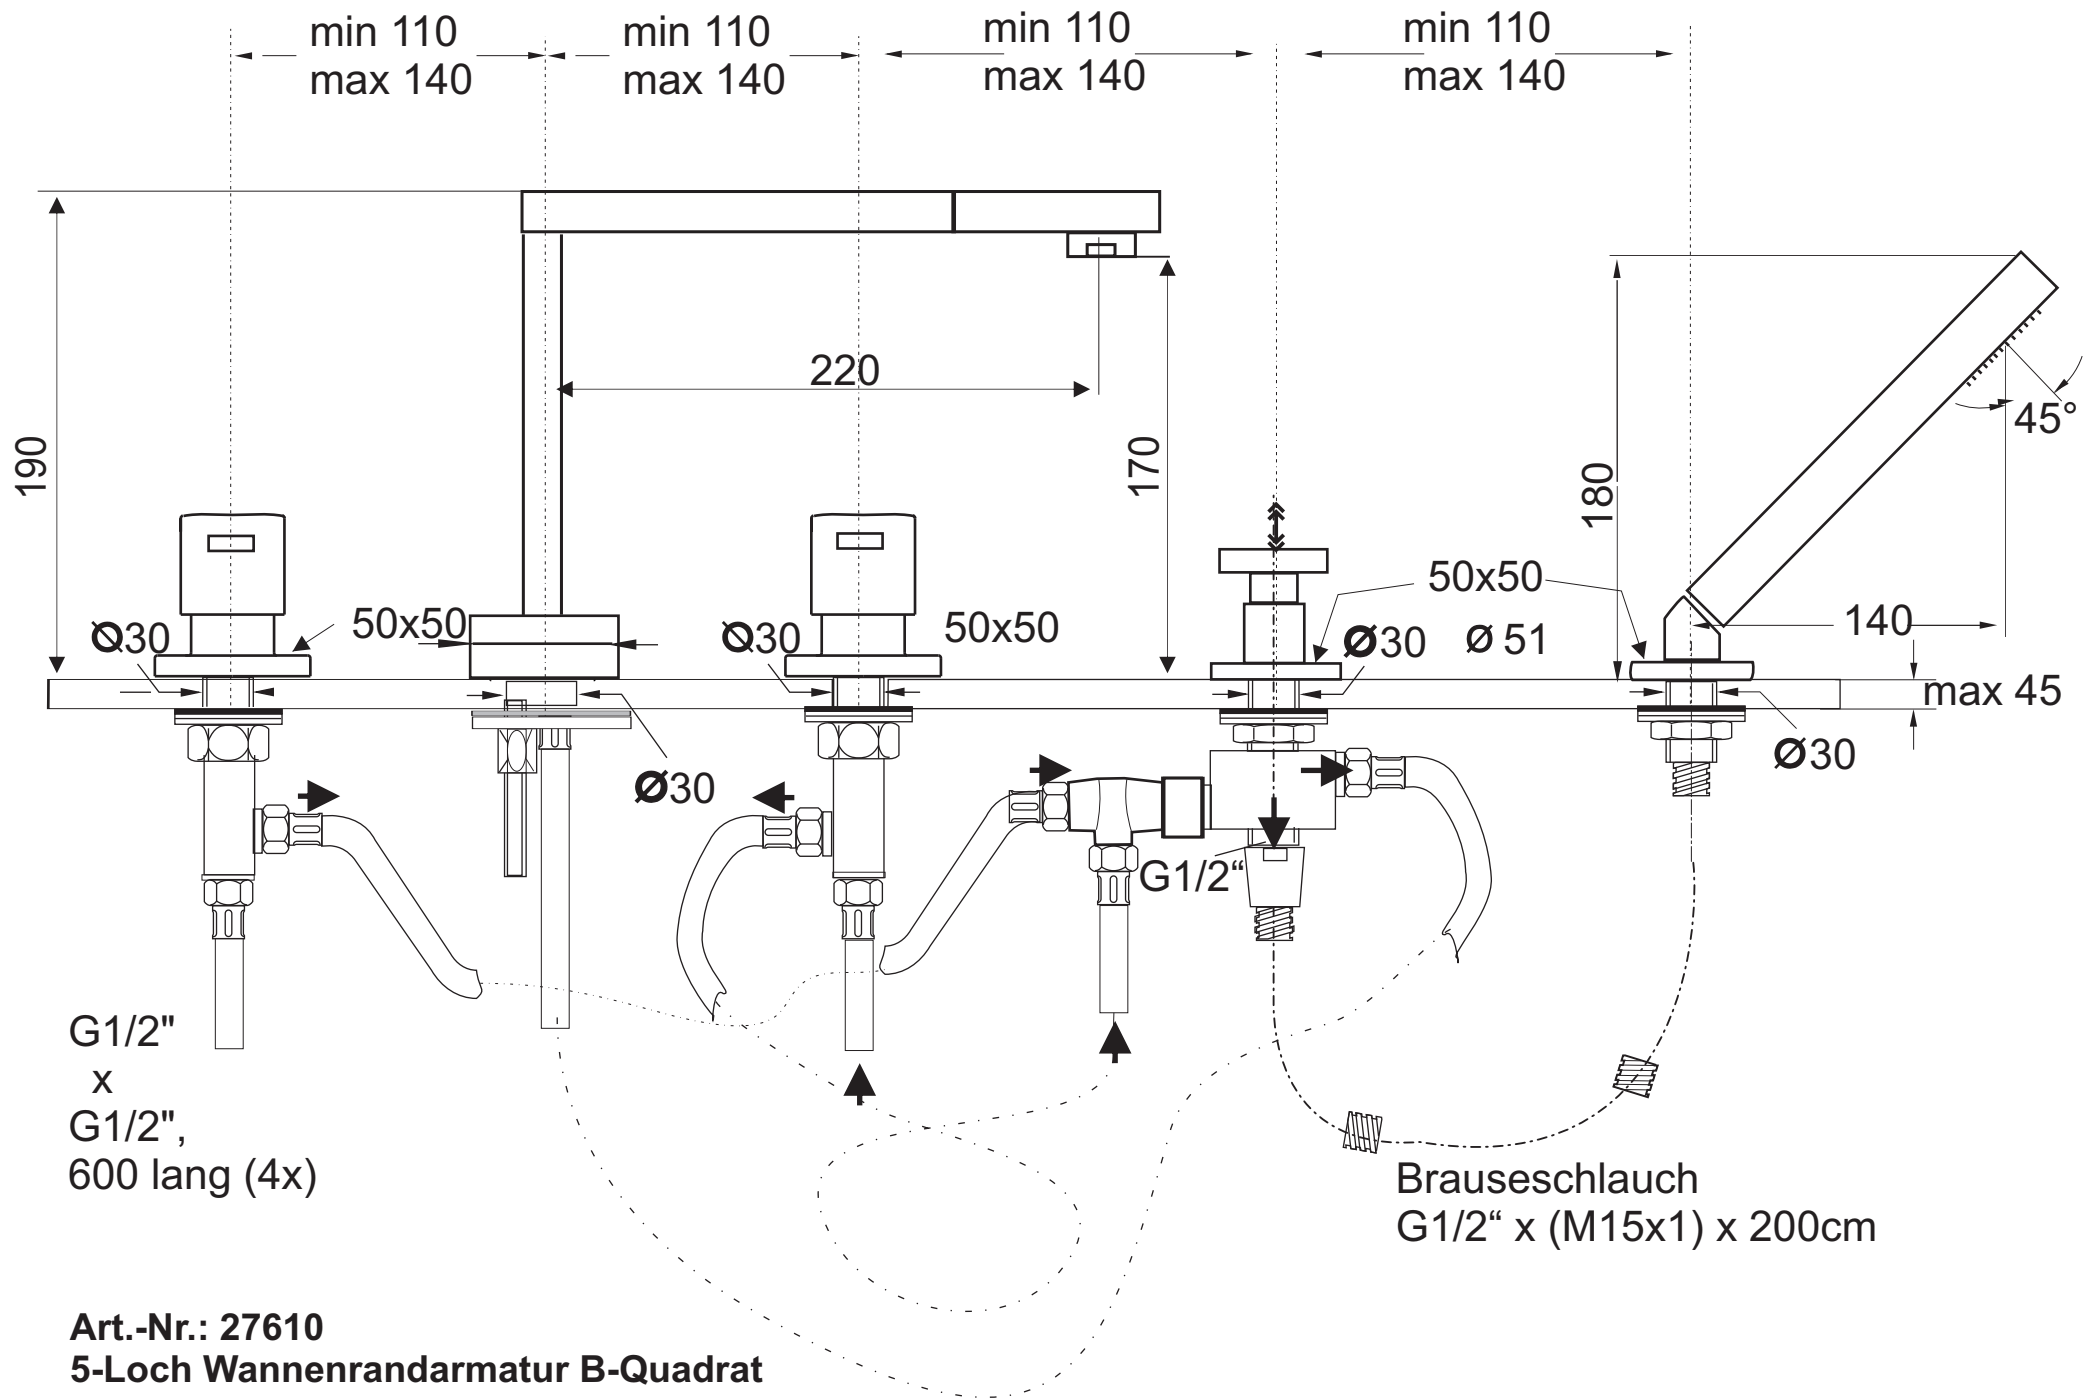 min 110
max 140
min 110
max 140
min 110
max 140
min 110
max 140
190
220
170
180
45°
140
50x50
50x50
50x50
Ø30
Ø30
Ø30
Ø 51
max 45
Ø30
Ø30
G1/2“
G1/2"
x
G1/2",
600 lang (4x)
Brauseschlauch
G1/2“ x (M15x1) x 200cm
Art.-Nr.: 27610
5-Loch Wannenrandarmatur B-Quadrat